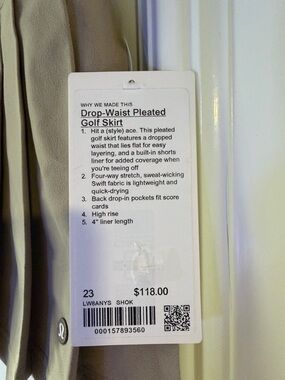 WHY WE MADE THIS
Drop-Waist Pleated
Golf Skirt
1. Hit a (style) ace. This pleated
golf skirt features a dropped
waist that lies flat for easy
layering, and a built-in shorts
liner for added coverage when
you're teeing off
2. Four-way stretch, sweat-wicking
Swift fabric is lightweight and
quick-drying
3. Back drop-in pockets fit score
cards
4. High rise
5. 4" liner length
23 $118.00
LW8ANYS SHOK
000157893560